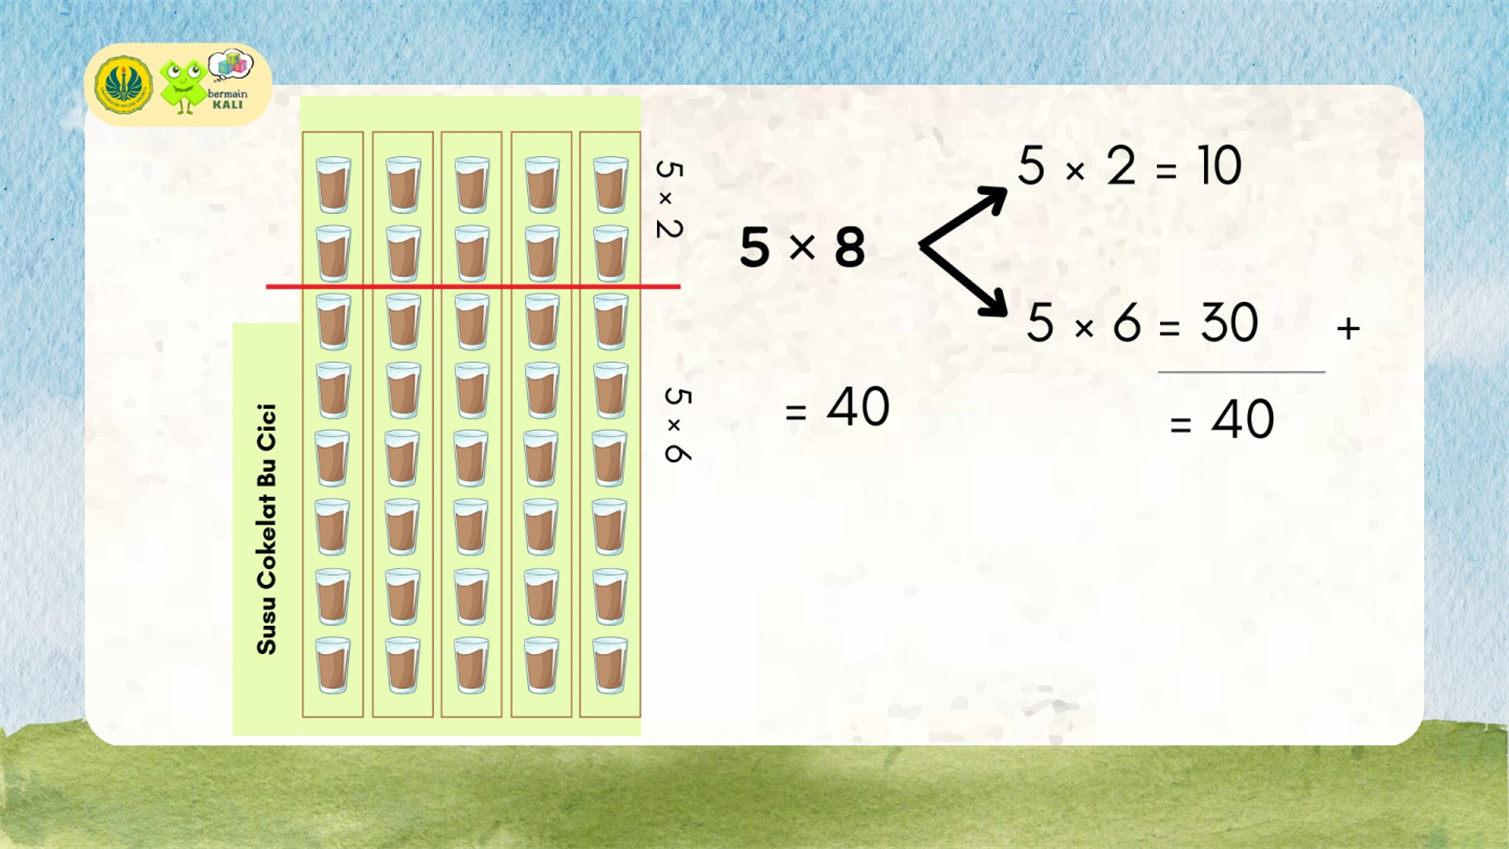 bermain
KALI
Susu Cokelat Bu Cici
5 × 2
5 × 6
5 × 8
= 40
5 × 2 = 10
5 × 6 = 30 +
= 40